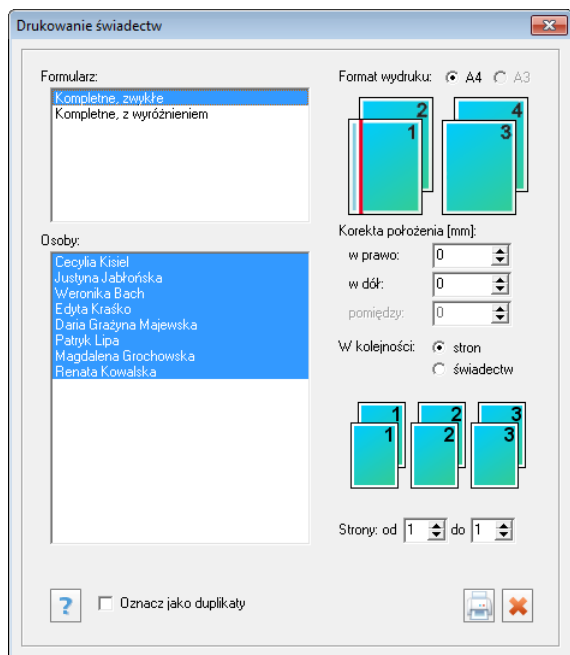 Drukowanie świadectw
Formularz:
Kompletne, zwykłe
Kompletne, z wyróżnieniem
Osoby:
Cecylia Kisiel
Justyna Jabłońska
Weronika Bach
Edyta Kraśko
Daria Grażyna Majewska
Patryk Lipa
Magdalena Grochowska
Renata Kowalska
Format wydruku: A4 A3
2 4
1 3
Korekta położenia [mm]:
w prawo: 0
w dół: 0
pomiędzy: 0
W kolejności: stron
świadectw
1 2 3
1 2 3
Strony: od 1 do 1
? Oznacz jako duplikaty